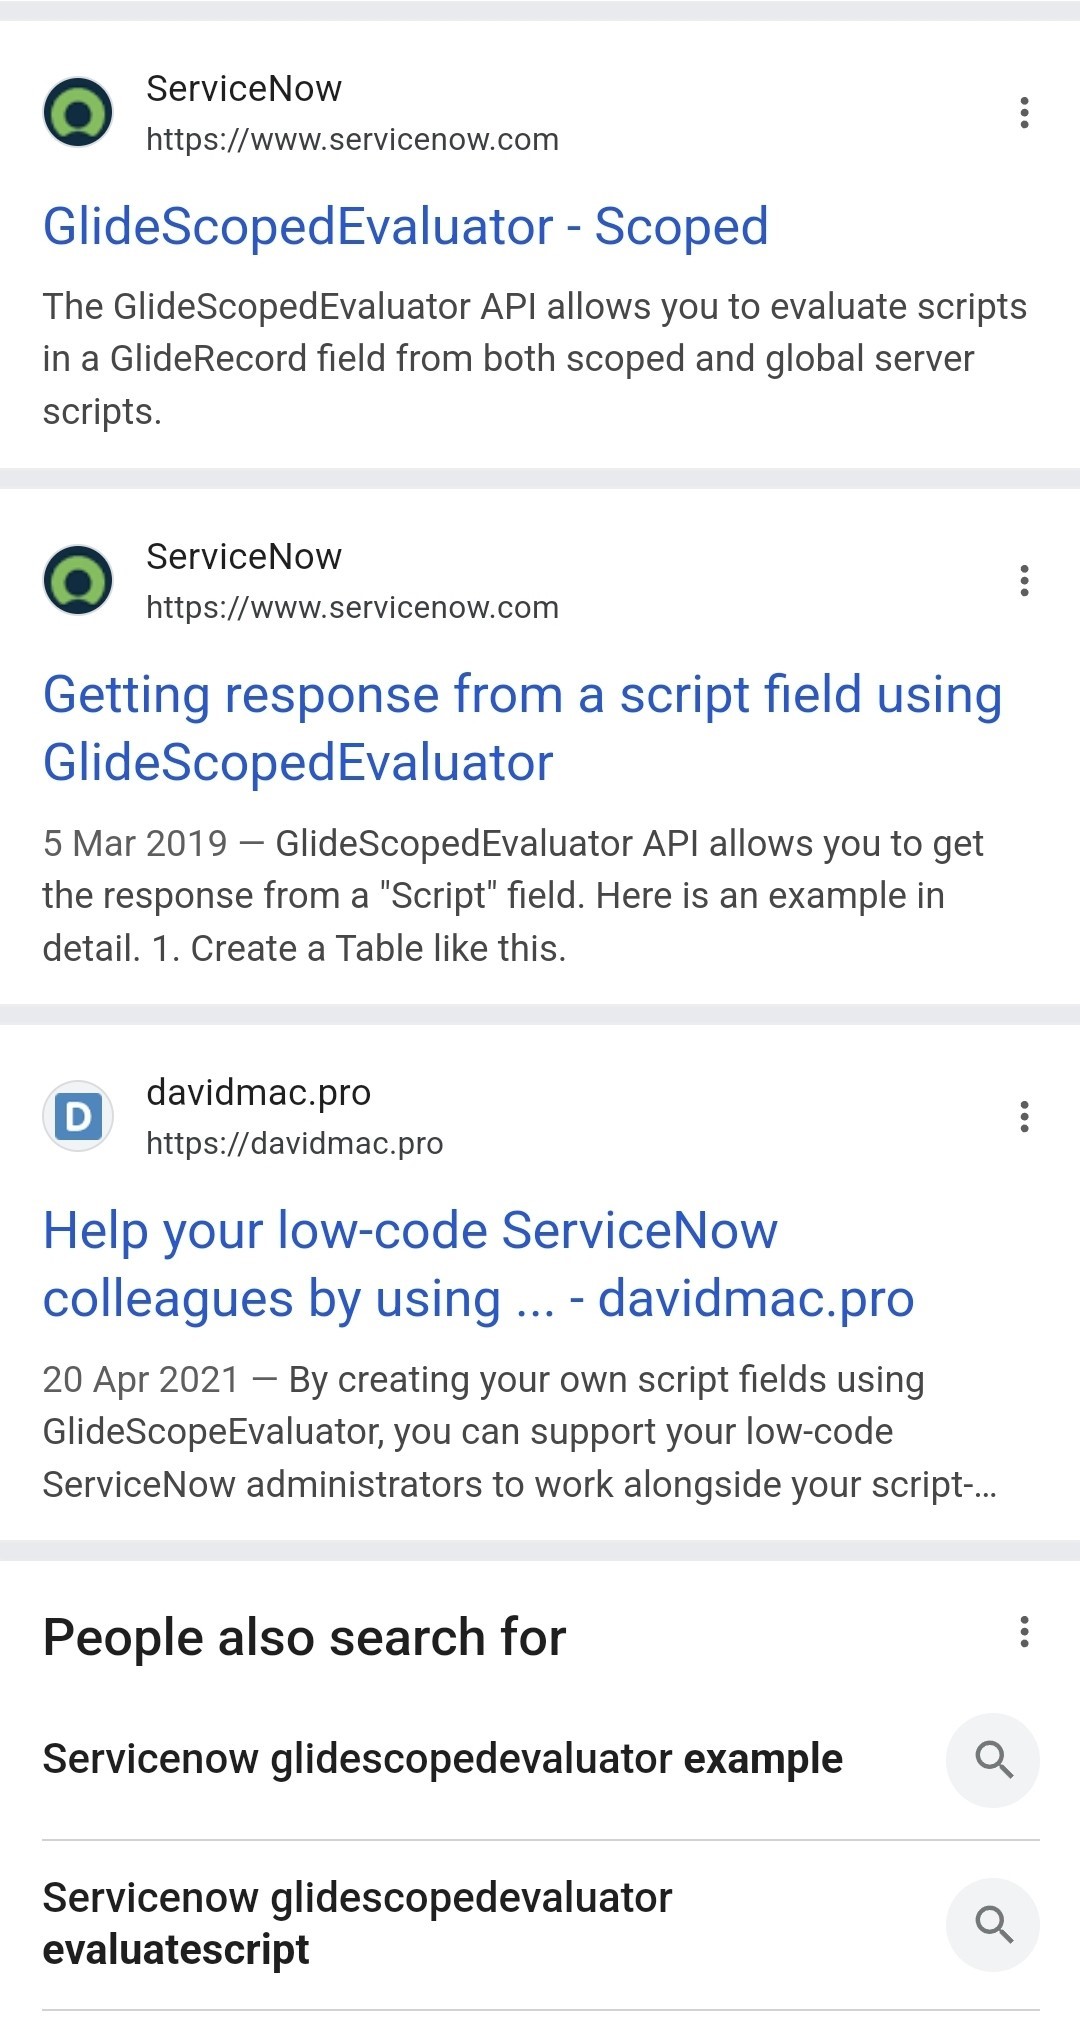 ServiceNow
https://www.servicenow.com
GlideScopedEvaluator - Scoped
The GlideScopedEvaluator API allows you to evaluate scripts
in a GlideRecord field from both scoped and global server
scripts.
ServiceNow
https://www.servicenow.com
Getting response from a script field using
GlideScopedEvaluator
5 Mar 2019 — GlideScopedEvaluator API allows you to get
the response from a "Script" field. Here is an example in
detail. 1. Create a Table like this.
D
davidmac.pro
https://davidmac.pro
Help your low-code ServiceNow
colleagues by using ... - davidmac.pro
20 Apr 2021 — By creating your own script fields using
GlideScopeEvaluator, you can support your low-code
ServiceNow administrators to work alongside your script-...
People also search for
Servicenow glidescopedevaluator example
Servicenow glidescopedevaluator
evaluatescript